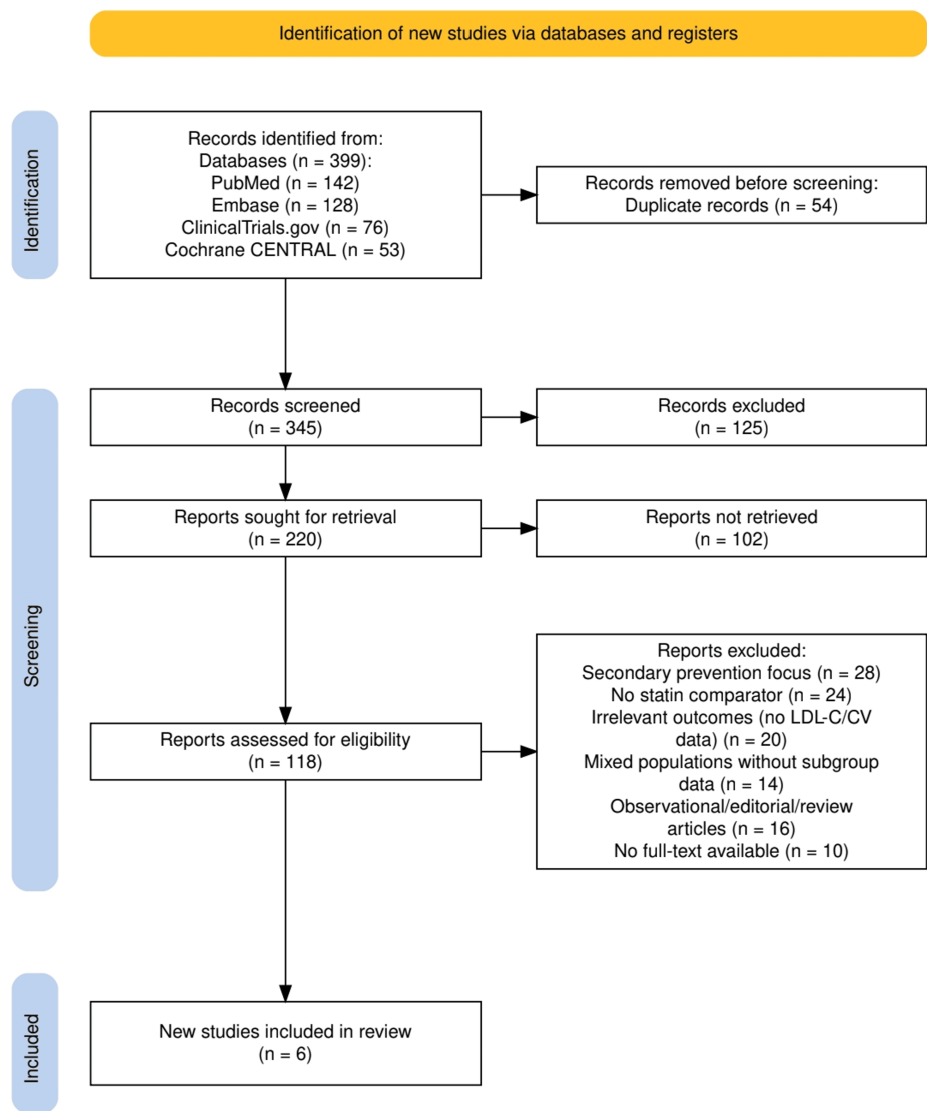 Identification of new studies via databases and registers
Identification
Records identified from:
Databases (n = 399):
PubMed (n = 142)
Embase (n = 128)
ClinicalTrials.gov (n = 76)
Cochrane CENTRAL (n = 53)
Records removed before screening:
Duplicate records (n = 54)
Screening
Records screened
(n = 345)
Records excluded
(n = 125)
Reports sought for retrieval
(n = 220)
Reports not retrieved
(n = 102)
Reports assessed for eligibility
(n = 118)
Reports excluded:
Secondary prevention focus (n = 28)
No statin comparator (n = 24)
Irrelevant outcomes (no LDL-C/CV
data) (n = 20)
Mixed populations without subgroup
data (n = 14)
Observational/editorial/review
articles (n = 16)
No full-text available (n = 10)
Included
New studies included in review
(n = 6)